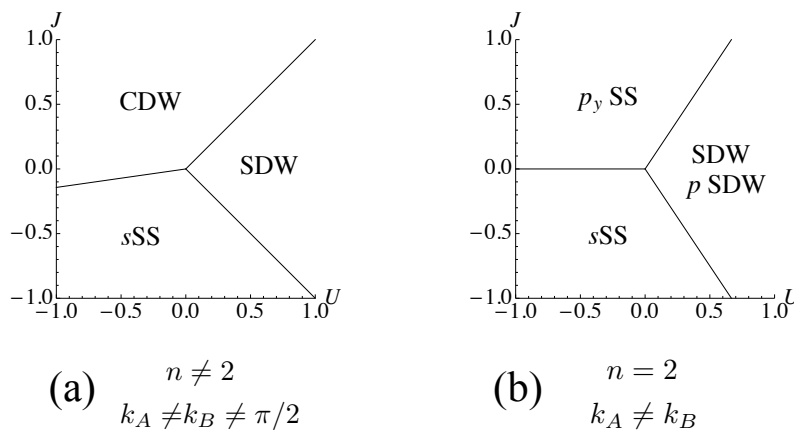 J
1.0
CDW
0.5
0.0
SDW
−0.5
sSS
−1.0
−1.0 −0.5 0.0 0.5 1.0 U
(a) n ≠ 2
k_A ≠ k_B ≠ π/2
J
1.0
p_y SS
0.5
0.0
SDW
p SDW
−0.5
sSS
−1.0
−1.0 −0.5 0.0 0.5 1.0 U
(b) n = 2
k_A ≠ k_B